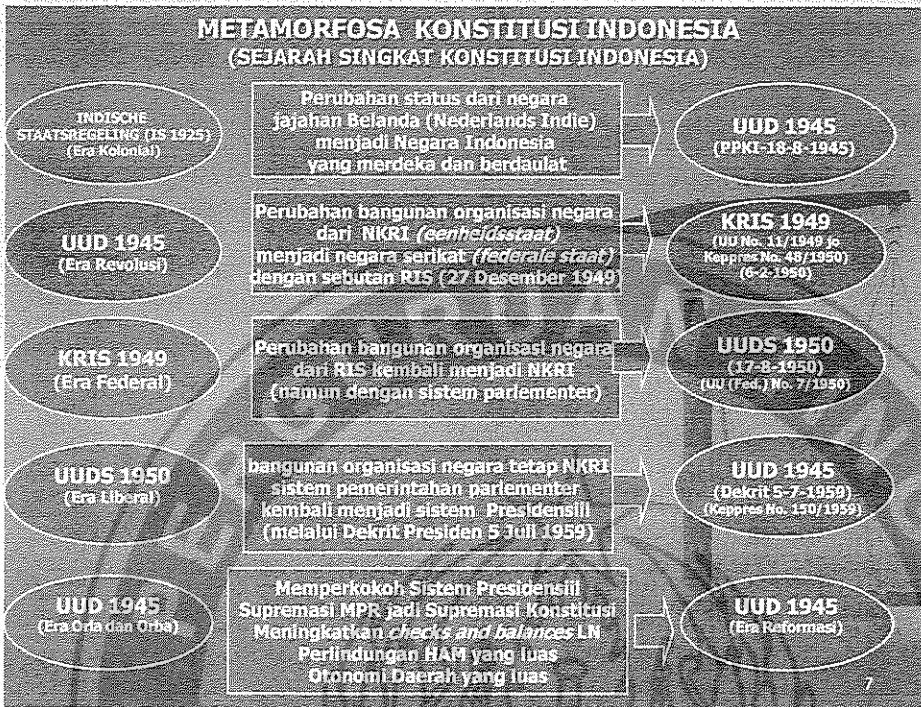 METAMORFOSA KONSTITUSI INDONESIA
(SEJARAH SINGKAT KONSTITUSI INDONESIA)
INDISCHE
STAATSREGELING (IS 1925)
(Era Kolonial)
Perubahan status dari negara
jajahan Belanda (Nederlands Indie)
menjadi Negara Indonesia
yang merdeka dan berdaulat
UUD 1945
(PPKI-18-8-1945)
UUD 1945
(Era Revolusi)
Perubahan bangunan organisasi negara
dari NKRI (eenheidsstaat)
menjadi negara serikat (federale staat)
dengan sebutan RIS (27 Desember 1949)
KRIS 1949
(UU No. 11/1949 jo
Keppres No. 48/1950)
(6-2-1950)
KRIS 1949
(Era Federal)
Perubahan bangunan organisasi negara
dari RIS kembali menjadi NKRI
(namun dengan sistem parlementer)
UUDS 1950
(17-8-1950)
(UU (Fed.) No. 7/1950)
UUDS 1950
(Era Liberal)
bangunan organisasi negara tetap NKRI
sistem pemerintahan parlementer
kembali menjadi sistem Presidensiil
(melalui Dekrit Presiden 5 Juli 1959)
UUD 1945
(Dekrit 5-7-1959)
(Keppres No. 150/1959)
UUD 1945
(Era Orla dan Orba)
Memperkokoh Sistem Presidensiil
Supremasi MPR jadi Supremasi Konstitusi
Meningkatkan checks and balances LN
Perlindungan HAM yang luas
Otonomi Daerah yang luas
UUD 1945
(Era Reformasi)
7